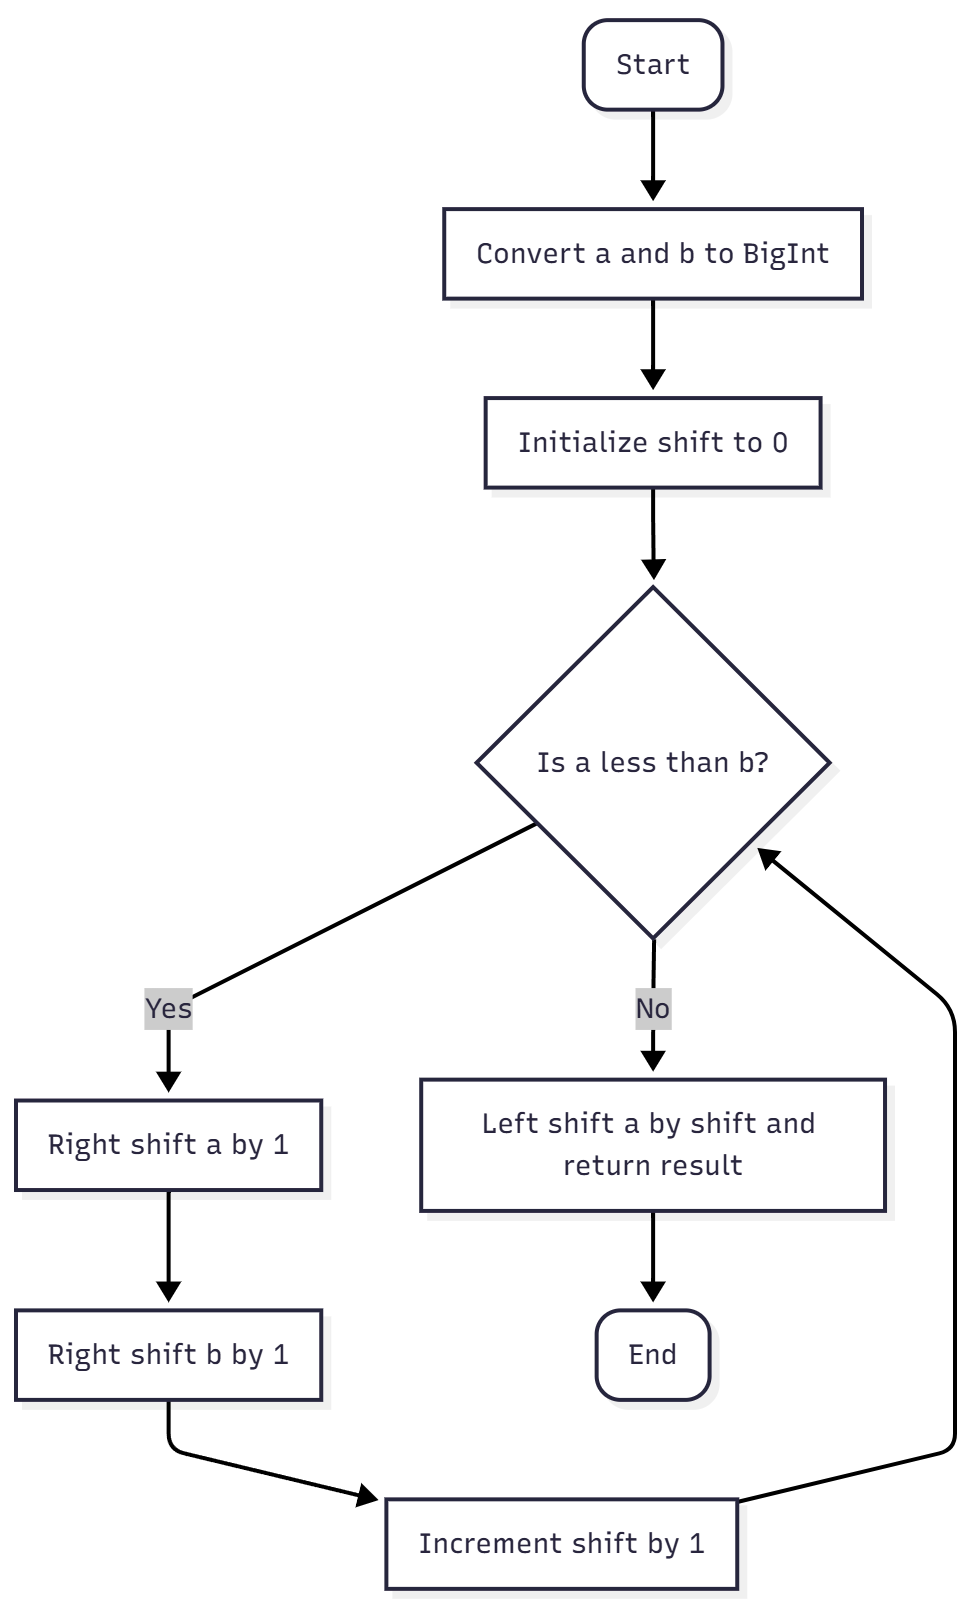 Start
Convert a and b to BigInt
Initialize shift to 0
Is a less than b?
Yes
No
Right shift a by 1
Left shift a by shift and
return result
Right shift b by 1
End
Increment shift by 1